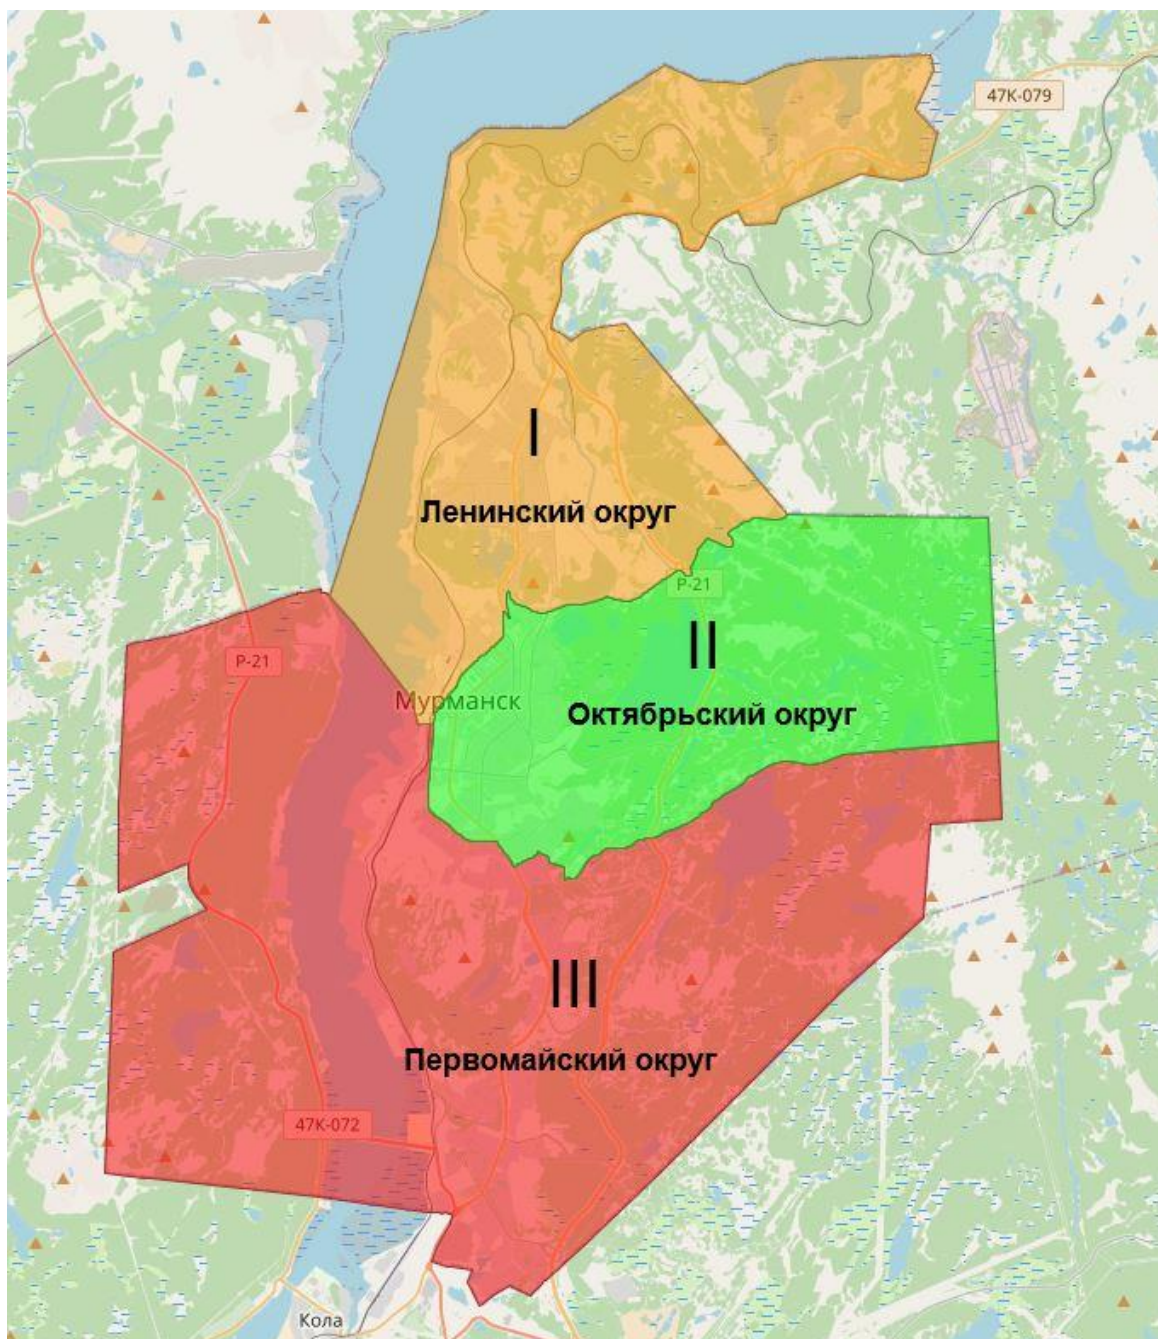 47К-079
I
Ленинский округ
Р-21
Р-21
II
Мурманск
Октябрьский округ
III
Первомайский округ
47К-072
Кола